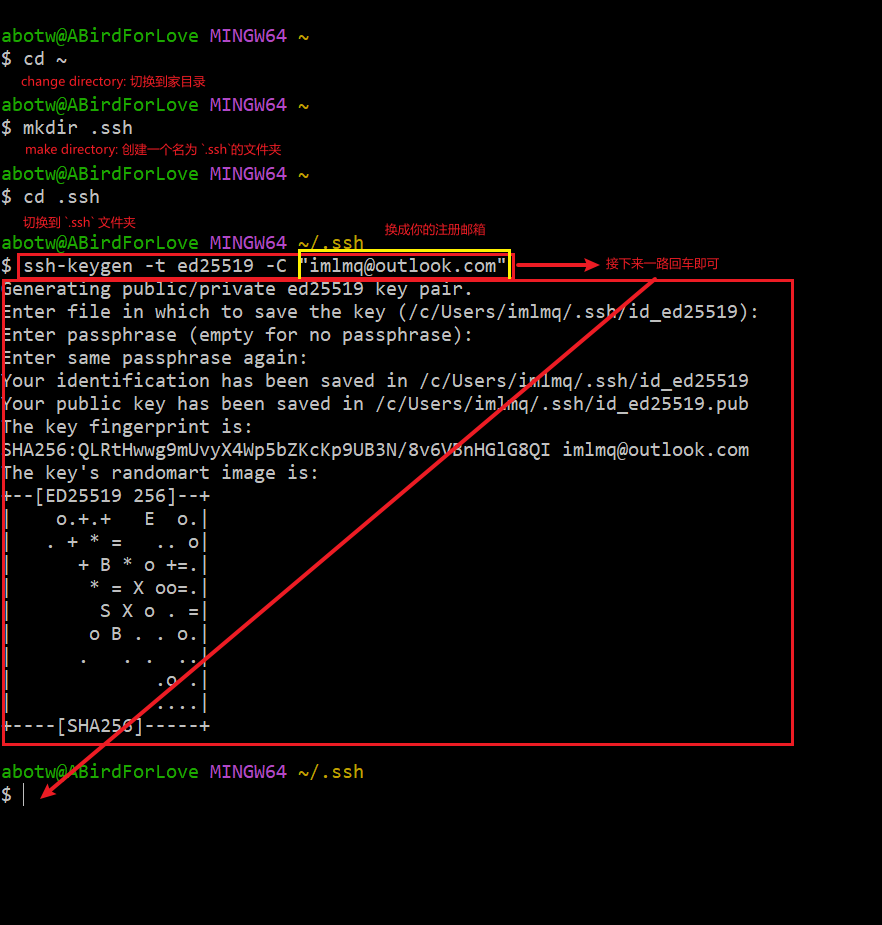 abotw@ABirdForLove MINGW64 ~
$ cd ~
change directory: 切换到家目录
abotw@ABirdForLove MINGW64 ~
$ mkdir .ssh
make directory: 创建一个名为 `.ssh`的文件夹
abotw@ABirdForLove MINGW64 ~
$ cd .ssh
切换到 `.ssh` 文件夹
换成你的注册邮箱
abotw@ABirdForLove MINGW64 ~/.ssh
$ ssh-keygen -t ed25519 -C "imlmq@outlook.com"
接下来一路回车即可
Generating public/private ed25519 key pair.
Enter file in which to save the key (/c/Users/imlmq/.ssh/id_ed25519):
Enter passphrase (empty for no passphrase):
Enter same passphrase again:
Your identification has been saved in /c/Users/imlmq/.ssh/id_ed25519
Your public key has been saved in /c/Users/imlmq/.ssh/id_ed25519.pub
The key fingerprint is:
SHA256:QLRtHwwg9mUvyX4Wp5bZKcKp9UB3N/8v6VBnHGlG8QI imlmq@outlook.com
The key's randomart image is:
+--[ED25519 256]--+
|    o.+.+   E  o.|
|   . + * =   .. o|
|      + B * o +=.|
|       * = X oo=.|
|        S X o . =|
|       o B . . o.|
|      .   . .  ..|
|             .o .|
|             ....|
+-----[SHA256]-----+
abotw@ABirdForLove MINGW64 ~/.ssh
$